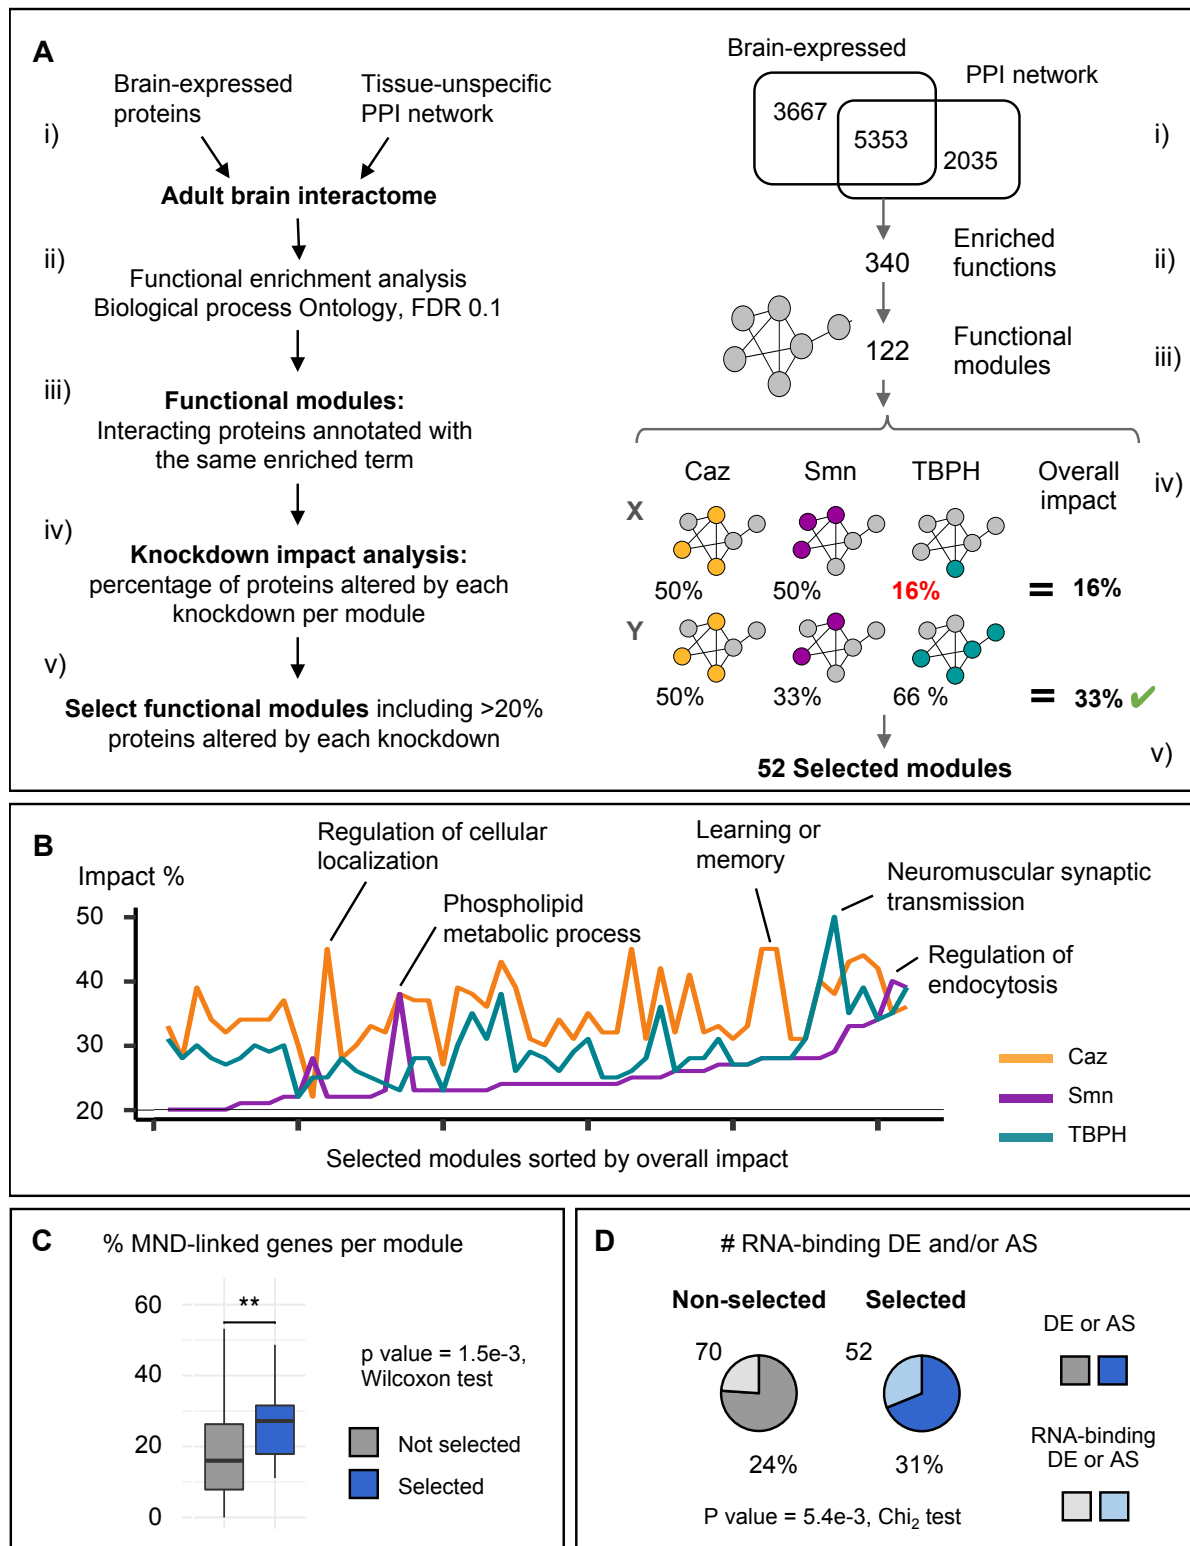 A
Brain-expressed
proteins
Tissue-unspecific
PPI network
i)
Adult brain interactome
ii)
Functional enrichment analysis
Biological process Ontology, FDR 0.1
iii)
Functional modules:
Interacting proteins annotated with
the same enriched term
iv)
Knockdown impact analysis:
percentage of proteins altered by each
knockdown per module
v)
Select functional modules including >20%
proteins altered by each knockdown
Brain-expressed
PPI network
3667
5353
2035
i)
340
Enriched
functions
ii)
122
Functional
modules
iii)
Caz
Smn
TBPH
Overall
impact
iv)
X
50%
50%
16%
= 16%
Y
50%
33%
66 %
= 33% ✔
v)
52 Selected modules
B
Impact %
Regulation of cellular
localization
Phospholipid
metabolic process
Learning or
memory
Neuromuscular synaptic
transmission
Regulation of
endocytosis
50
40
30
20
Caz
Smn
TBPH
Selected modules sorted by overall impact
C
% MND-linked genes per module
60
40
20
0
**
p value = 1.5e-3,
Wilcoxon test
Not selected
Selected
D
# RNA-binding DE and/or AS
Non-selected
Selected
70
52
24%
31%
P value = 5.4e-3, Chi₂ test
DE or AS
RNA-binding
DE or AS